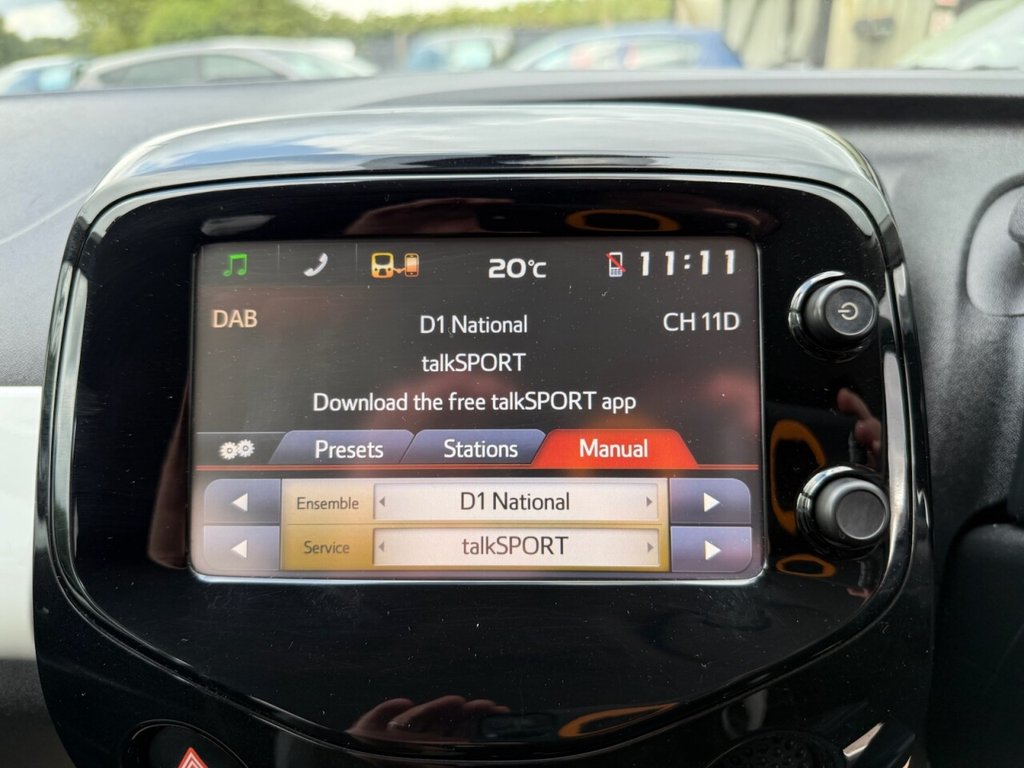 20°C 11:11
DAB D1 National CH 11D
talkSPORT
Download the free talkSPORT app
Presets Stations Manual
Ensemble D1 National
Service talkSPORT